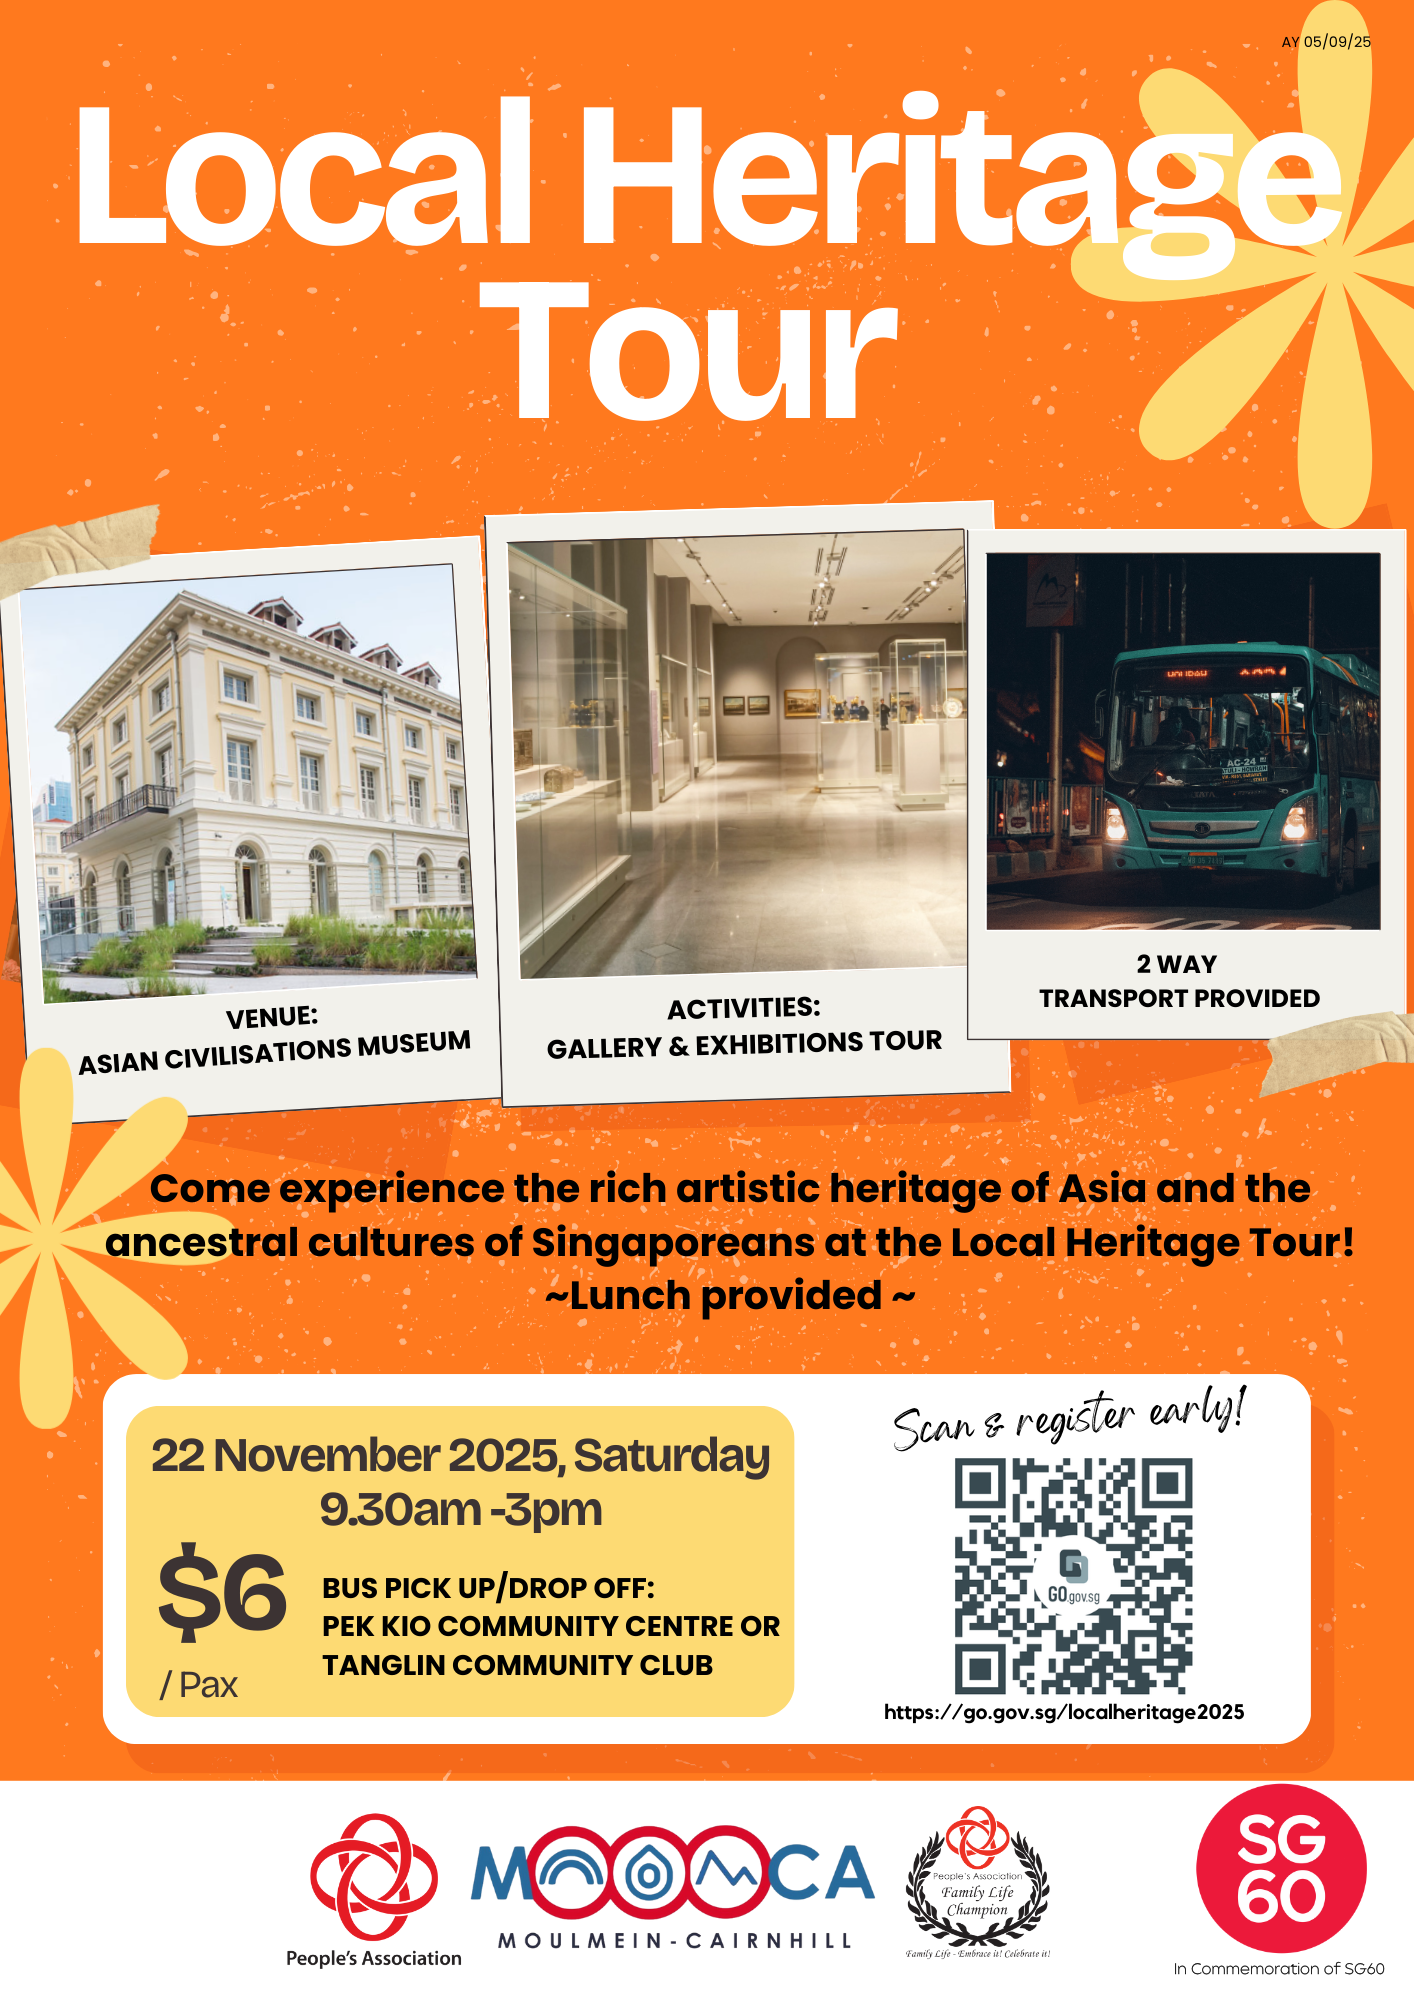 AY 05/09/25
Local Heritage
Tour
VENUE:
ASIAN CIVILISATIONS MUSEUM
ACTIVITIES:
GALLERY & EXHIBITIONS TOUR
AC-24
TATA
2 WAY
TRANSPORT PROVIDED
Come experience the rich artistic heritage of Asia and the
ancestral cultures of Singaporeans at the Local Heritage Tour!
~Lunch provided ~
22 November 2025, Saturday
9.30am -3pm
$6
/ Pax
BUS PICK UP/DROP OFF:
PEK KIO COMMUNITY CENTRE OR
TANGLIN COMMUNITY CLUB
Scan & register early!
GO.gov.sg
https://go.gov.sg/localheritage2025
People's Association
MOOOCA
MOULMEIN-CAIRNHILL
People's Association
Family Life
Champion
Family Life - Embrace it! Celebrate it!
SG
60
In Commemoration of SG60